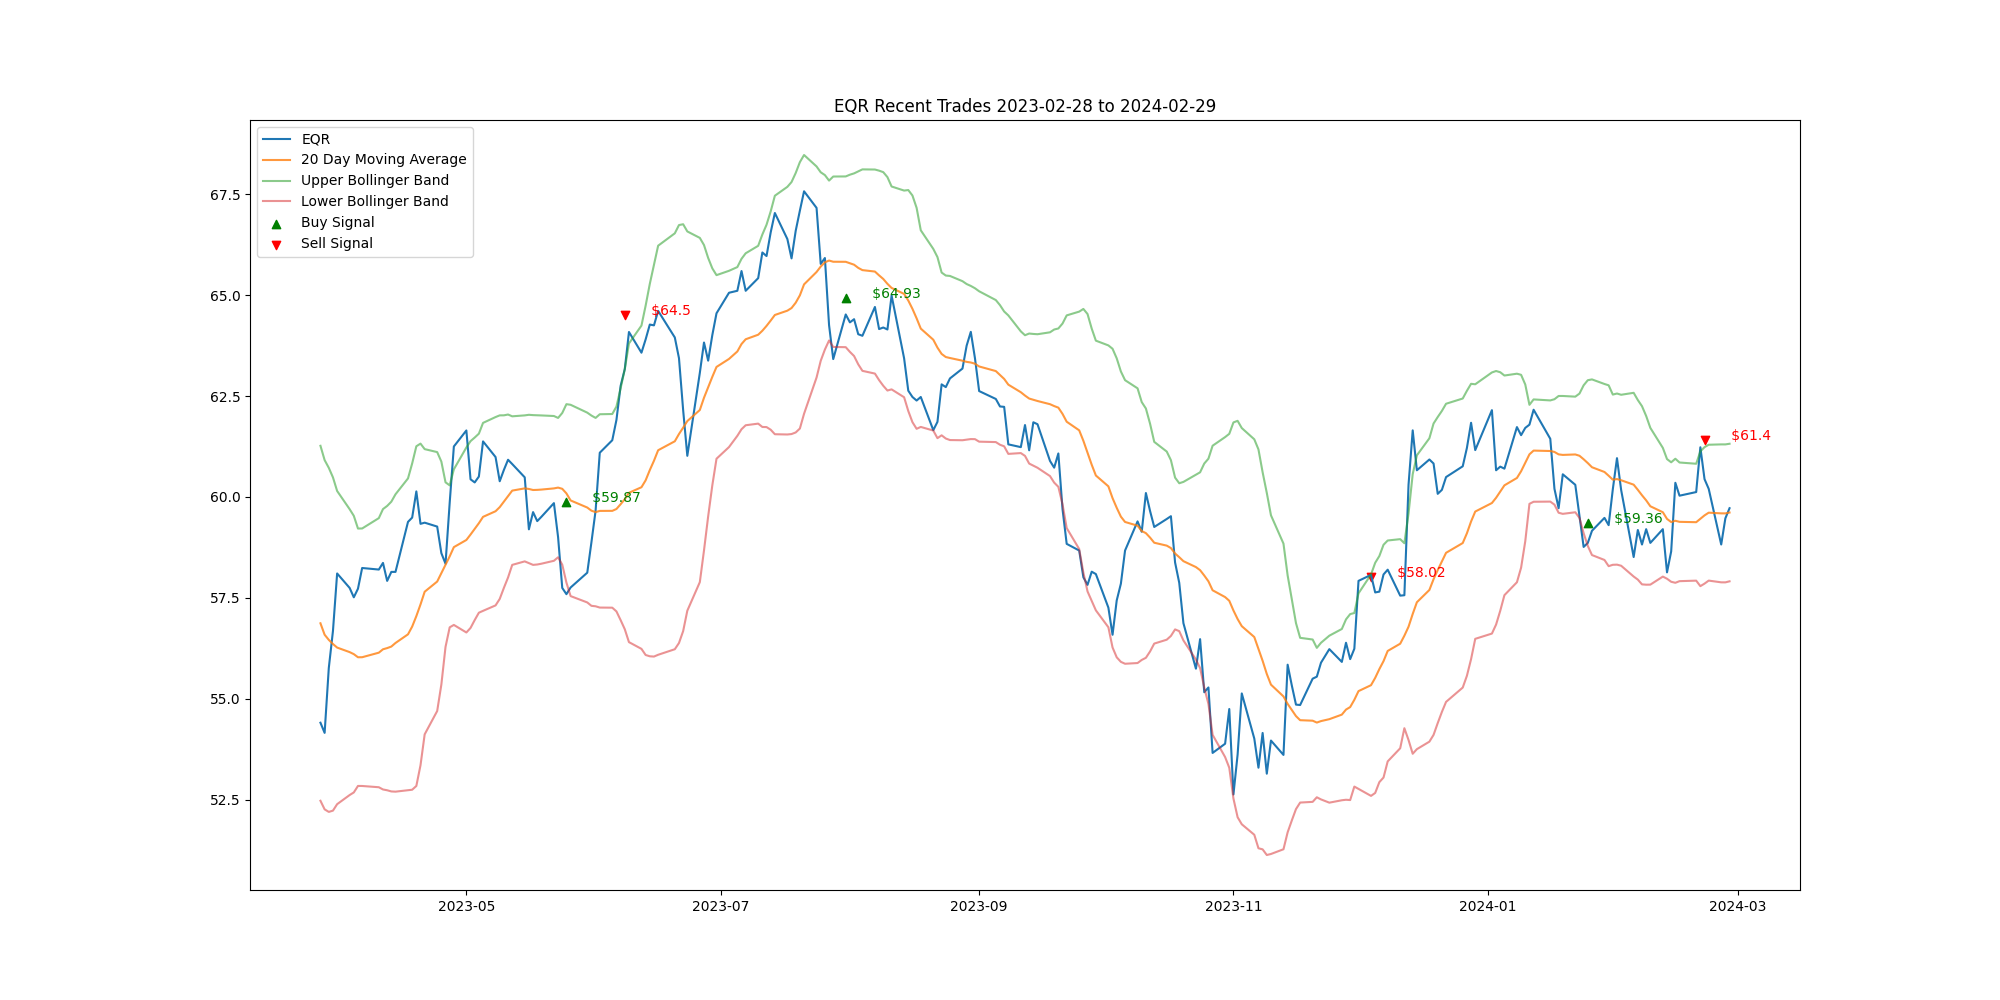 EQR Recent Trades 2023-02-28 to 2024-02-29
EQR
20 Day Moving Average
Upper Bollinger Band
Lower Bollinger Band
Buy Signal
Sell Signal
67.5
65.0
62.5
60.0
57.5
55.0
52.5
$64.5
$64.93
$59.87
$58.02
$59.36
$61.4
2023-05
2023-07
2023-09
2023-11
2024-01
2024-03